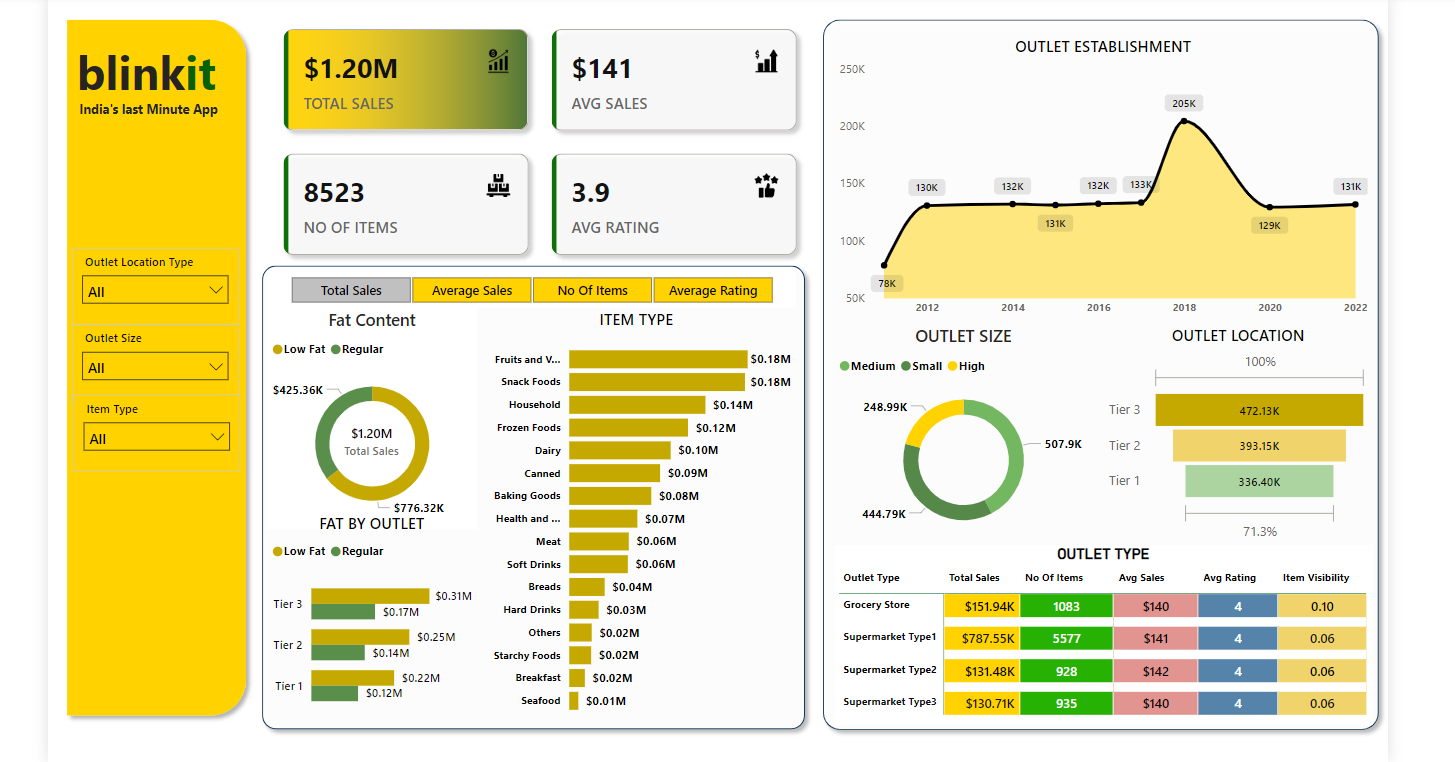 blinkit
India's last Minute App
Outlet Location Type
All
Outlet Size
All
Item Type
All
$1.20M
TOTAL SALES
$141
AVG SALES
8523
NO OF ITEMS
3.9
AVG RATING
Total Sales Average Sales No Of Items Average Rating
Fat Content
Low Fat Regular
$425.36K
$1.20M
Total Sales
$776.32K
FAT BY OUTLET
Low Fat Regular
Tier 3 $0.31M
$0.17M
Tier 2 $0.25M
$0.14M
Tier 1 $0.22M
$0.12M
ITEM TYPE
Fruits and V... $0.18M
Snack Foods $0.18M
Household $0.14M
Frozen Foods $0.12M
Dairy $0.10M
Canned $0.09M
Baking Goods $0.08M
Health and ... $0.07M
Meat $0.06M
Soft Drinks $0.06M
Breads $0.04M
Hard Drinks $0.03M
Others $0.02M
Starchy Foods $0.02M
Breakfast $0.02M
Seafood $0.01M
OUTLET ESTABLISHMENT
250K
200K
150K
100K
50K
78K
130K
132K
131K
132K
133K
205K
129K
131K
2012 2014 2016 2018 2020 2022
OUTLET SIZE
Medium Small High
248.99K
507.9K
444.79K
OUTLET LOCATION
100%
Tier 3 472.13K
Tier 2 393.15K
Tier 1 336.40K
71.3%
OUTLET TYPE
Outlet Type Total Sales No Of Items Avg Sales Avg Rating Item Visibility
Grocery Store $151.94K 1083 $140 4 0.10
Supermarket Type1 $787.55K 5577 $141 4 0.06
Supermarket Type2 $131.48K 928 $142 4 0.06
Supermarket Type3 $130.71K 935 $140 4 0.06